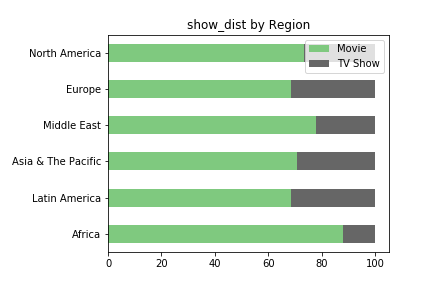 show_dist by Region
Movie
TV Show
North America
Europe
Middle East
Asia & The Pacific
Latin America
Africa
0 20 40 60 80 100